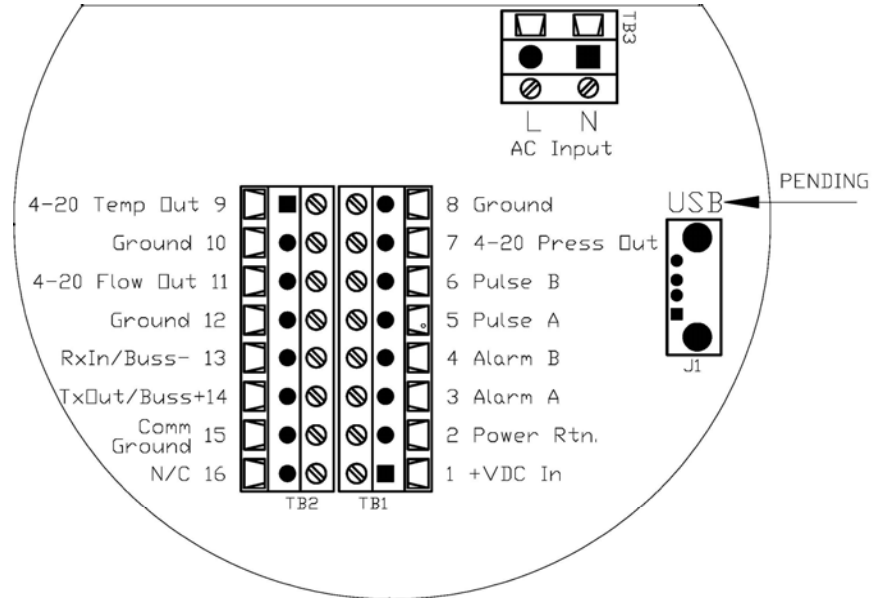 TB3
L N
AC Input
PENDING
USB
J1
4-20 Temp Out 9
Ground 10
4-20 Flow Out 11
Ground 12
RxIn/Buss- 13
TxOut/Buss+14
Comm
Ground 15
N/C 16
TB2
8 Ground
7 4-20 Press Out
6 Pulse B
5 Pulse A
4 Alarm B
3 Alarm A
2 Power Rtn.
1 +VDC In
TB1